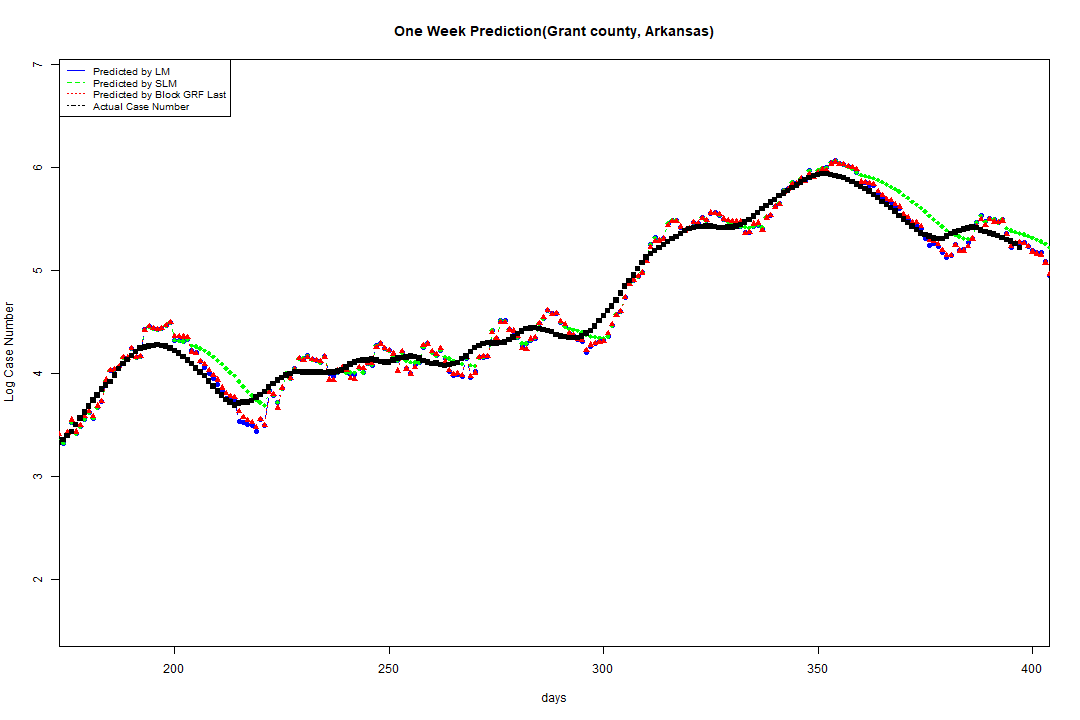 One Week Prediction(Grant county, Arkansas)
Predicted by LM
Predicted by SLM
Predicted by Block GRF Last
Actual Case Number
7
6
5
4
3
2
Log Case Number
200 250 300 350 400
days